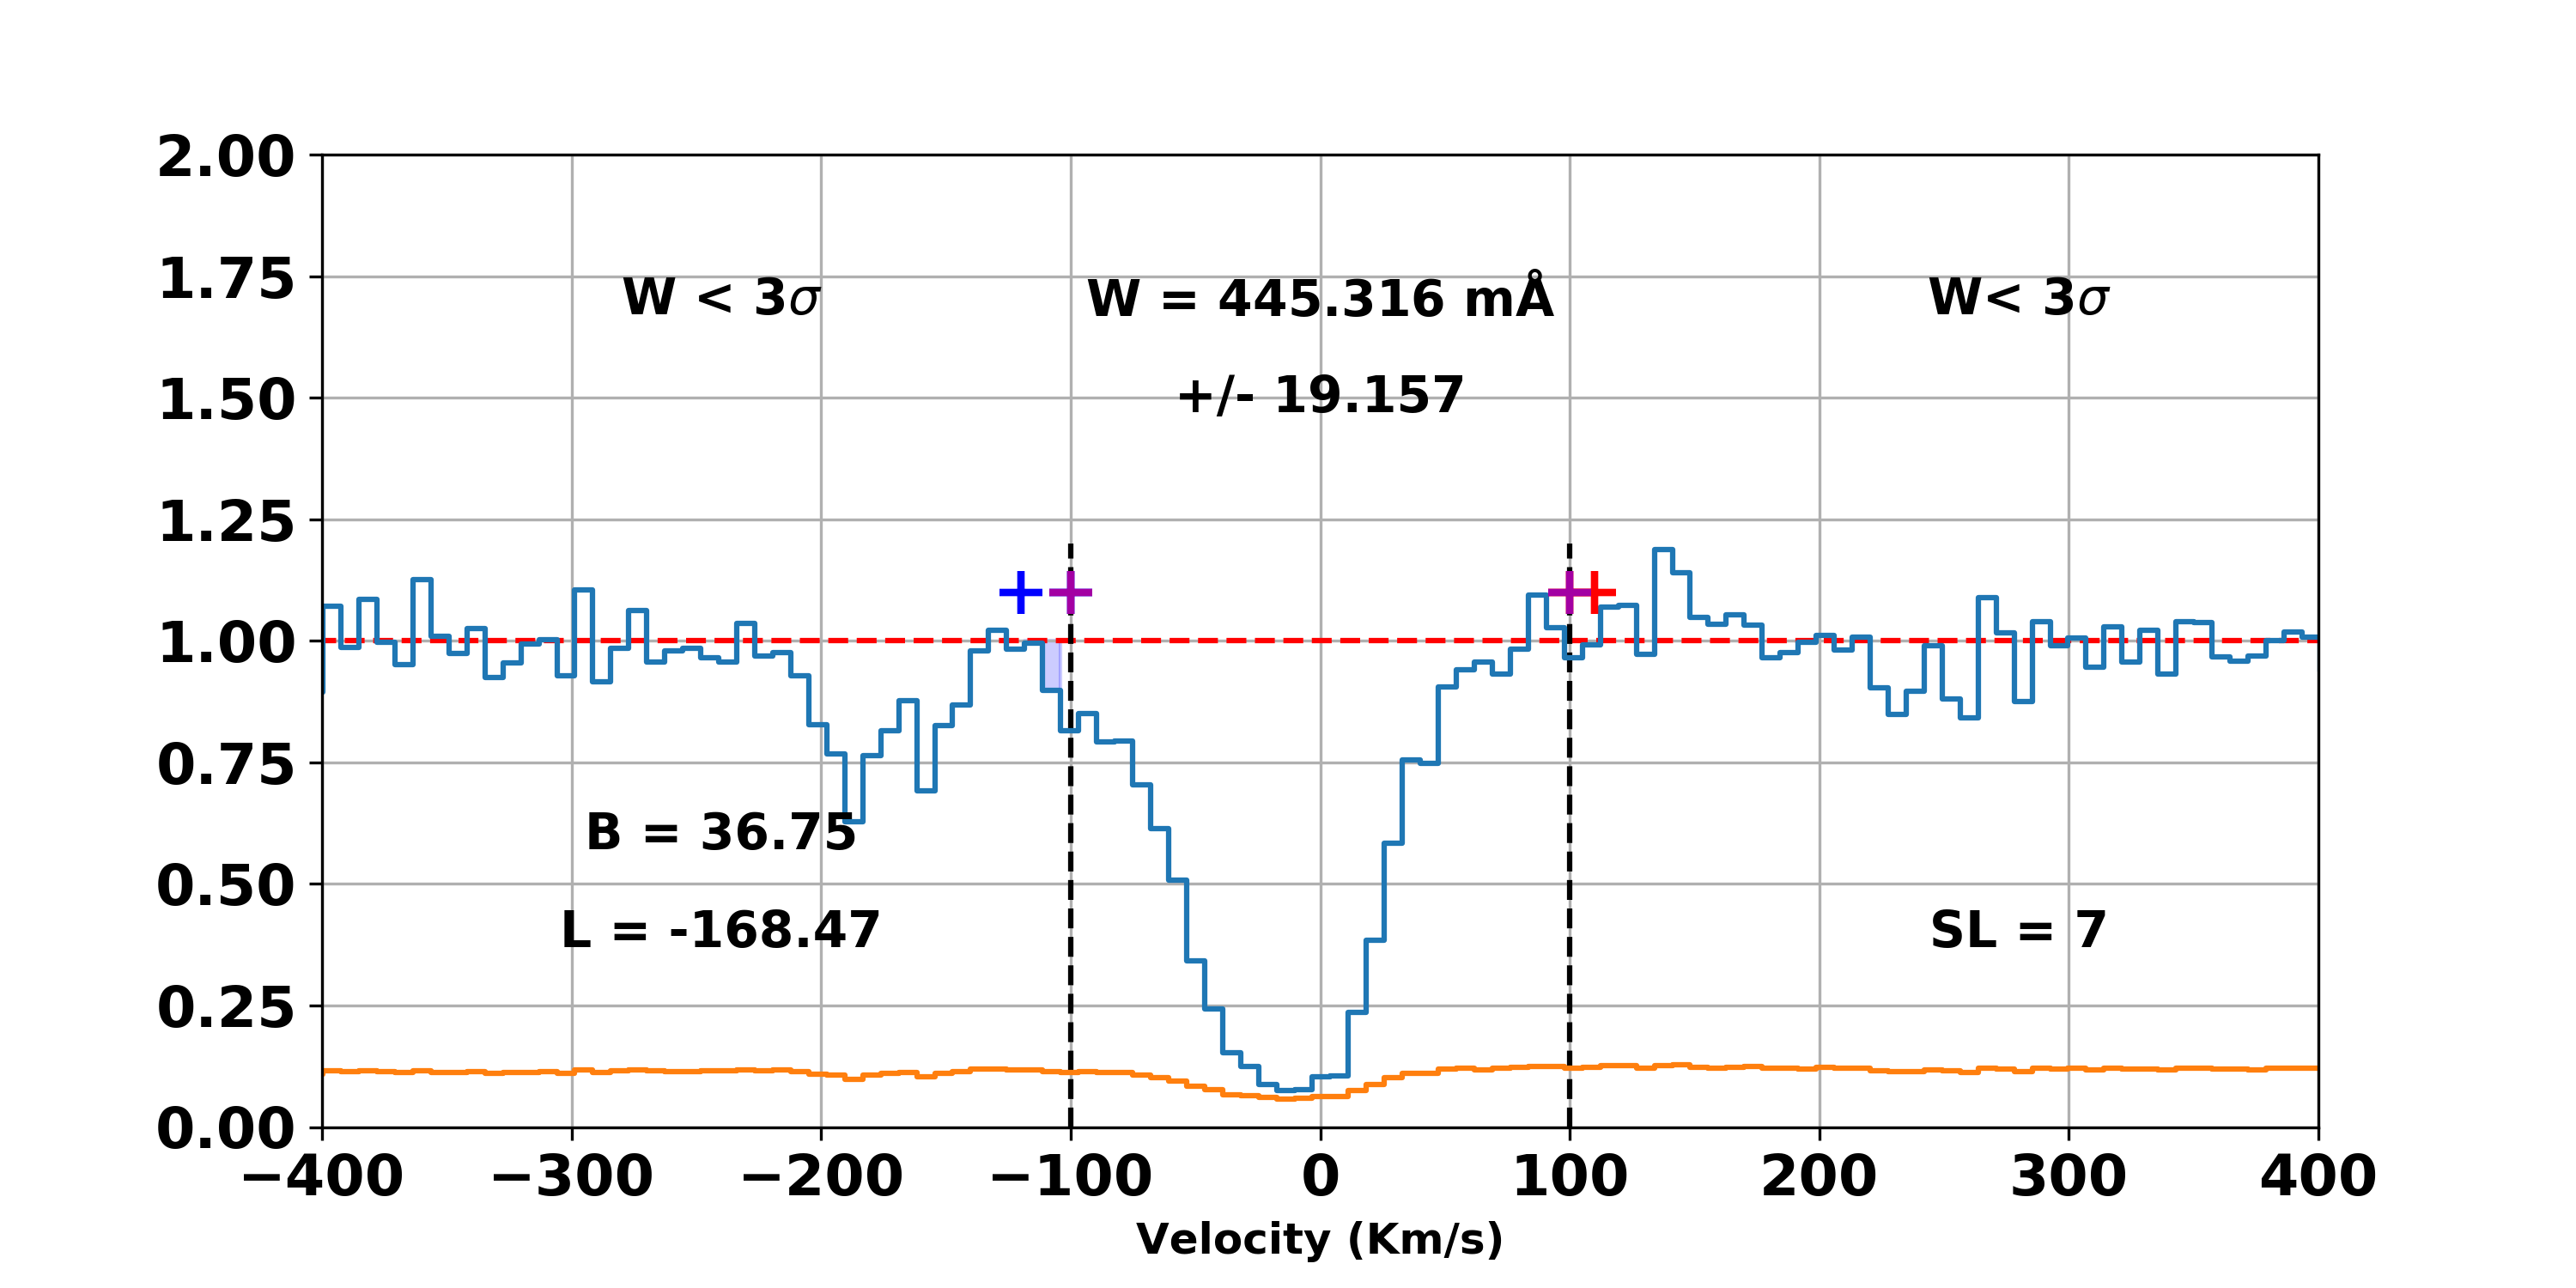 2.00
1.75
1.50
1.25
1.00
0.75
0.50
0.25
0.00
W < 3σ
W = 445.316 mÅ
W< 3σ
+/- 19.157
B = 36.75
L = -168.47
SL = 7
−400 −300 −200 −100 0 100 200 300 400
Velocity (Km/s)